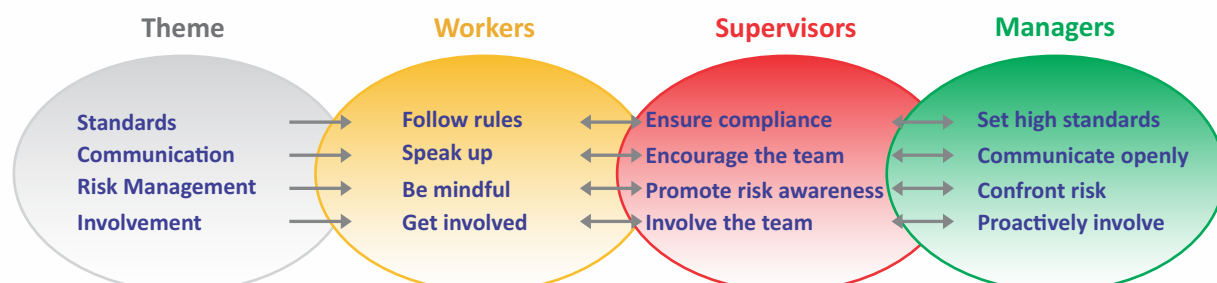 Theme Workers Supervisors Managers
Standards Follow rules Ensure compliance Set high standards
Communication Speak up Encourage the team Communicate openly
Risk Management Be mindful Promote risk awareness Confront risk
Involvement Get involved Involve the team Proactively involve